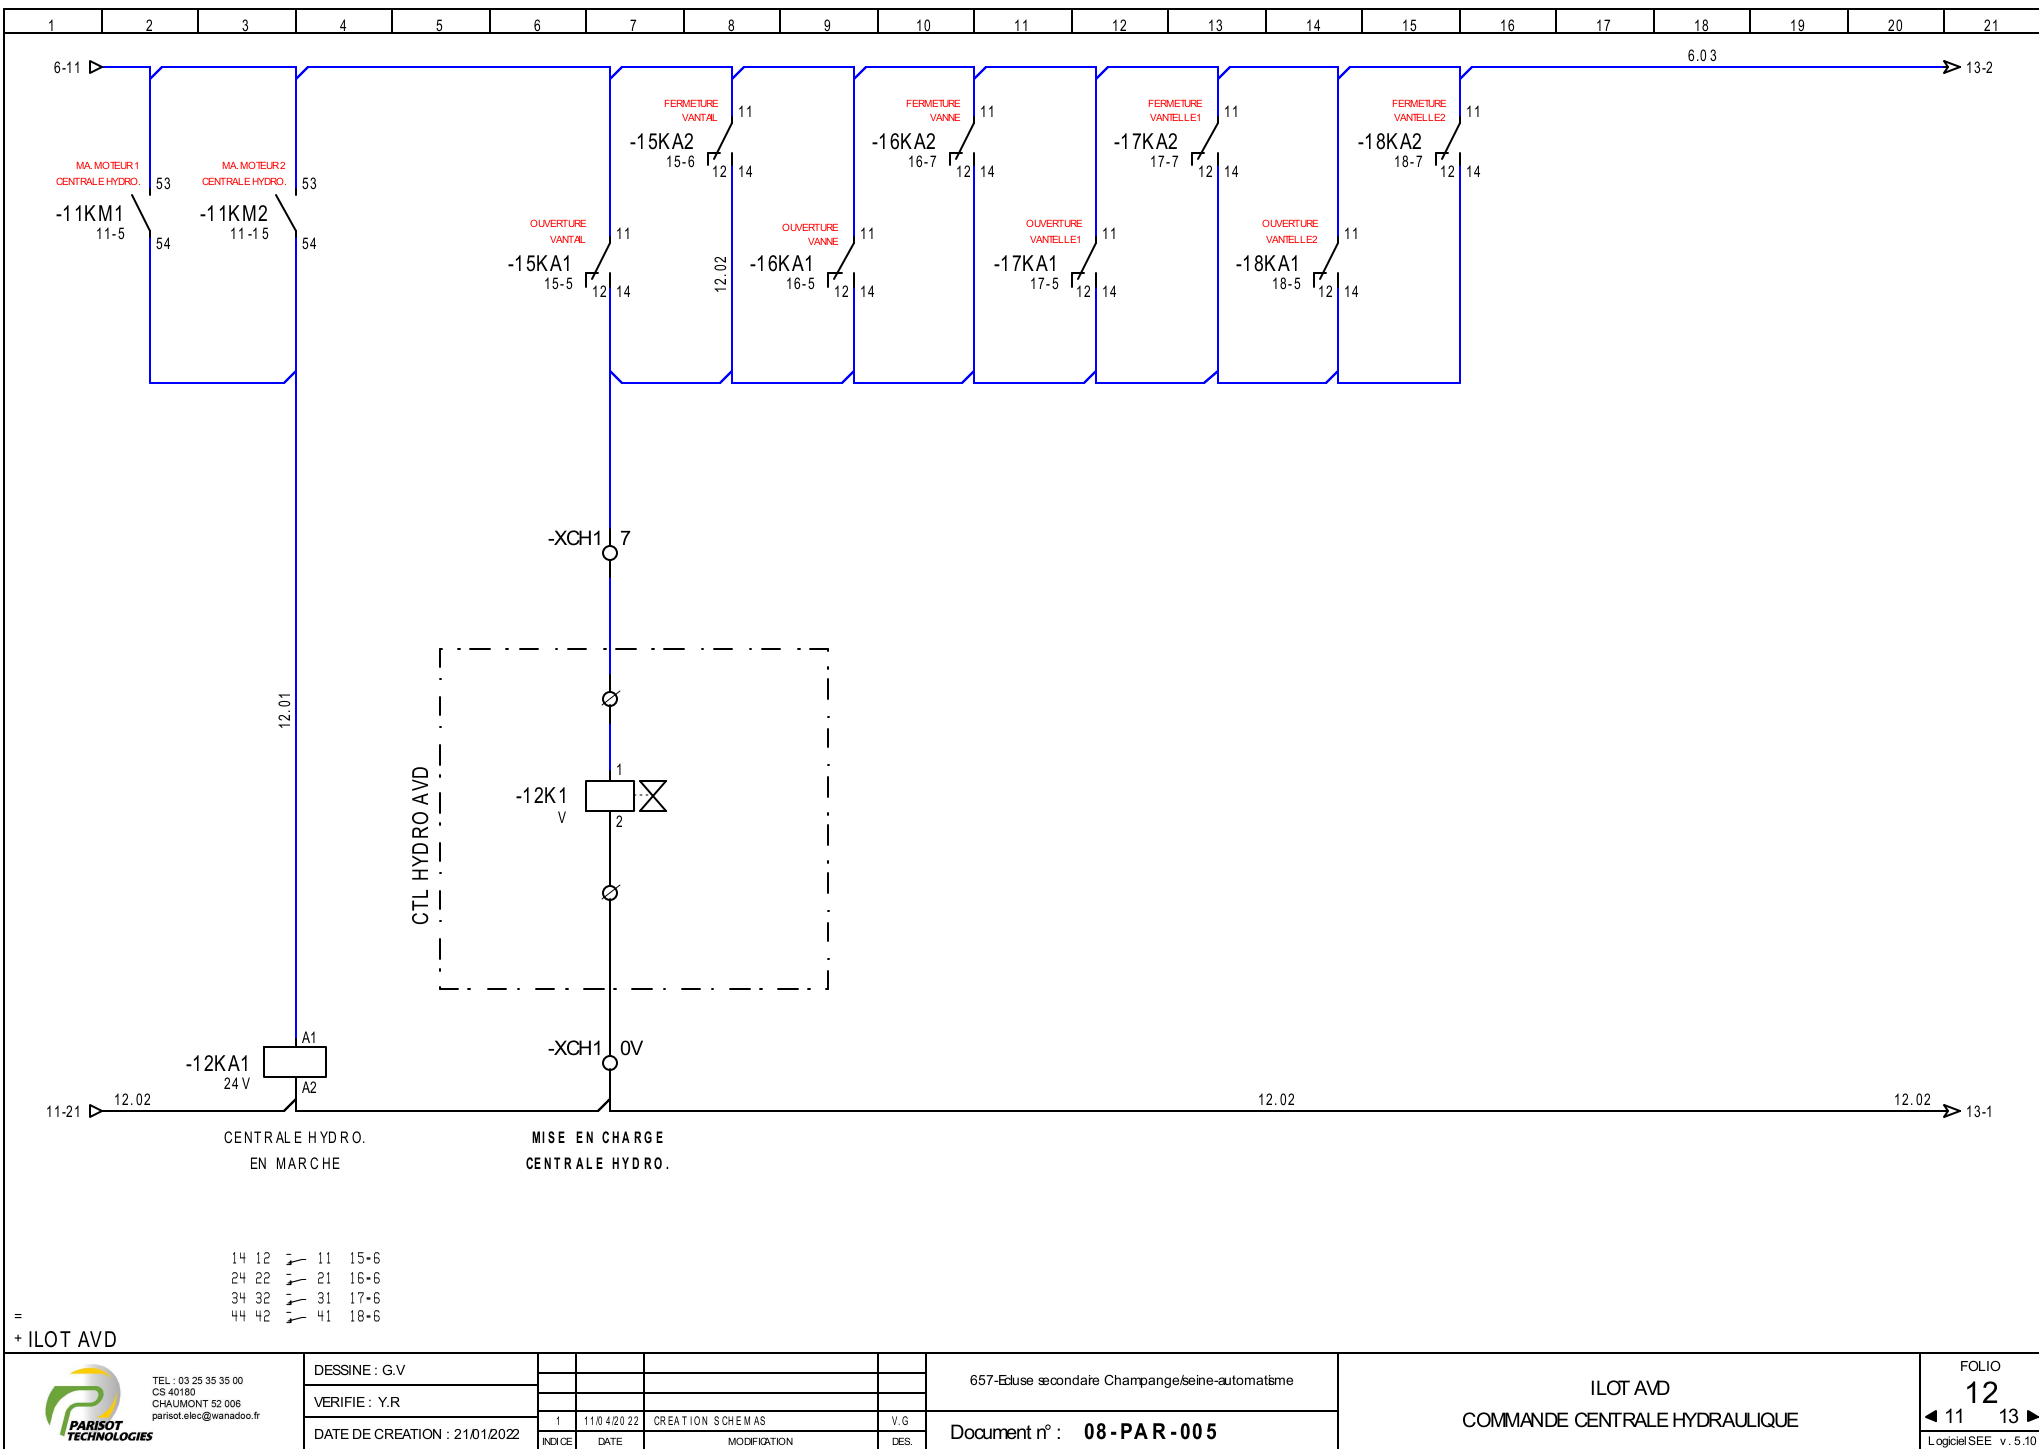 1 2 3 4 5 6 7 8 9 10 11 12 13 14 15 16 17 18 19 20 21
6-11
6.03
13-2
FERMETURE
VANTAIL
11
-15KA2
15-6
12 14
FERMETURE
VANNE
11
-16KA2
16-7
12 14
FERMETURE
VANTELLE1
11
-17KA2
17-7
12 14
FERMETURE
VANTELLE2
11
-18KA2
18-7
12 14
MA. MOTEUR1
CENTRALE HYDRO.
53
-11KM1
11-5
54
MA. MOTEUR2
CENTRALE HYDRO.
53
-11KM2
11-15
54
OUVERTURE
VANTAIL
11
-15KA1
15-5
12 14
12.02
OUVERTURE
VANNE
11
-16KA1
16-5
12 14
OUVERTURE
VANTELLE1
11
-17KA1
17-5
12 14
OUVERTURE
VANTELLE2
11
-18KA1
18-5
12 14
-XCH1 7
12.01
CTL HYDRO AVD
1
-12K1
V
2
A1
-12KA1
24 V
A2
-XCH1 0V
11-21
12.02
12.02
12.02
13-1
CENTRALE HYDRO.
EN MARCHE
MISE EN CHARGE
CENTRALE HYDRO.
14 12 11 15-6
24 22 21 16-6
34 32 31 17-6
44 42 41 18-6
=
+ ILOT AVD
PARISOT
TECHNOLOGIES
TEL : 03 25 35 35 00
CS 40180
CHAUMONT 52 006
parisot.elec@wanadoo.fr
DESSINE : G.V
VERIFIE : Y.R
DATE DE CREATION : 21/01/2022
1 11/04/2022 CREATION SCHEMAS V.G
INDICE DATE MODIFICATION DES.
657-Ecluse secondaire Champange/seine-automatisme
Document n° : 08-PAR-005
ILOT AVD
COMMANDE CENTRALE HYDRAULIQUE
FOLIO
12
11 13
Logiciel SEE v. 5.10